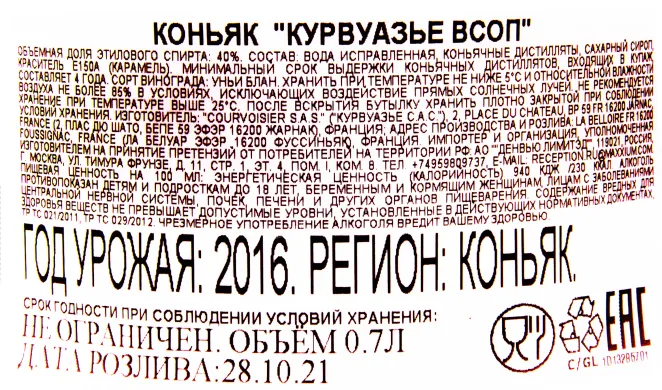 КОНЬЯК "КУРВУАЗЬЕ ВСОП"
ОБЪЕМНАЯ ДОЛЯ ЭТИЛОВОГО СПИРТА: 40%. СОСТАВ: ВОДА ИСПРАВЛЕННАЯ, КОНЬЯЧНЫЕ ДИСТИЛЛЯТЫ, САХАРНЫЙ СИРОП,
КРАСИТЕЛЬ Е150А (КАРАМЕЛЬ). МИНИМАЛЬНЫЙ СРОК ВЫДЕРЖКИ КОНЬЯЧНЫХ ДИСТИЛЛЯТОВ, ВХОДЯЩИХ В КУПАЖ,
СОСТАВЛЯЕТ 4 ГОДА. СОРТ ВИНОГРАДА: УНЬИ БЛАН. ХРАНИТЬ ПРИ ТЕМПЕРАТУРЕ НЕ НИЖЕ 5°С И ОТНОСИТЕЛЬНОЙ ВЛАЖНОСТИ
ВОЗДУХА НЕ БОЛЕЕ 85% В УСЛОВИЯХ, ИСКЛЮЧАЮЩИХ ВОЗДЕЙСТВИЕ ПРЯМЫХ СОЛНЕЧНЫХ ЛУЧЕЙ. НЕ РЕКОМЕНДУЕТСЯ
ХРАНЕНИЕ ПРИ ТЕМПЕРАТУРЕ ВЫШЕ 25°С. ПОСЛЕ ВСКРЫТИЯ БУТЫЛКУ ХРАНИТЬ ПЛОТНО ЗАКРЫТОЙ ПРИ СОБЛЮДЕНИИ
УСЛОВИЙ ХРАНЕНИЯ. ИЗГОТОВИТЕЛЬ: "COURVOISIER S.A.S." ("КУРВУАЗЬЕ С.А.С."), 2, PLACE DU CHATEAU BP 59 FR 16200 JARNAC,
FRANCE (2, ПЛАС ДЮ ШАТО, БЕПЕ 59 ЭФЭР 16200 ЖАРНАК), ФРАНЦИЯ; АДРЕС ПРОИЗВОДСТВА И РОЗЛИВА: LA BELLOIRE FR 16200
FOUSSIGNAC, FRANCE (ЛА БЕЛУАР ЭФЭР 16200 ФУССИНЬЯК), ФРАНЦИЯ. ИМПОРТЕР И ОРГАНИЗАЦИЯ, УПОЛНОМОЧЕННАЯ
ИЗГОТОВИТЕЛЕМ НА ПРИНЯТИЕ ПРЕТЕНЗИЙ ОТ ПОТРЕБИТЕЛЕЙ НА ТЕРРИТОРИИ РФ: АО "ДЕНВЬЮ ЛИМИТЭД", 119021, РОССИЯ,
Г. МОСКВА, УЛ. ТИМУРА ФРУНЗЕ, Д. 11, СТР. 1, ЭТ. 4, ПОМ I, КОМ. 8. ТЕЛ. +74959809737, E-MAIL: RECEPTION.RU@MAXXIUM.COM.
ПИЩЕВАЯ ЦЕННОСТЬ НА 100 МЛ: ЭНЕРГЕТИЧЕСКАЯ ЦЕННОСТЬ (КАЛОРИЙНОСТЬ) 940 КДЖ /230 ККАЛ. АЛКОГОЛЬ
ПРОТИВОПОКАЗАН ДЕТЯМ И ПОДРОСТКАМ ДО 18 ЛЕТ, БЕРЕМЕННЫМ И КОРМЯЩИМ ЖЕНЩИНАМ, ЛИЦАМ С ЗАБОЛЕВАНИЯМИ
ЦЕНТРАЛЬНОЙ НЕРВНОЙ СИСТЕМЫ, ПОЧЕК, ПЕЧЕНИ И ДРУГИХ ОРГАНОВ ПИЩЕВАРЕНИЯ. СОДЕРЖАНИЕ ВРЕДНЫХ ДЛЯ
ЗДОРОВЬЯ ВЕЩЕСТВ НЕ ПРЕВЫШАЕТ ДОПУСТИМЫЕ УРОВНИ, УСТАНОВЛЕННЫЕ В ДЕЙСТВУЮЩИХ НОРМАТИВНЫХ ДОКУМЕНТАХ.
ТР ТС 021/2011, ТР ТС 029/2012. ЧРЕЗМЕРНОЕ УПОТРЕБЛЕНИЕ АЛКОГОЛЯ ВРЕДИТ ВАШЕМУ ЗДОРОВЬЮ.
ГОД УРОЖАЯ: 2016. РЕГИОН: КОНЬЯК.
СРОК ГОДНОСТИ ПРИ СОБЛЮДЕНИИ УСЛОВИЙ ХРАНЕНИЯ:
НЕ ОГРАНИЧЕН. ОБЪЁМ 0.7Л
ДАТА РОЗЛИВА:28.10.21
C/GL
EAC